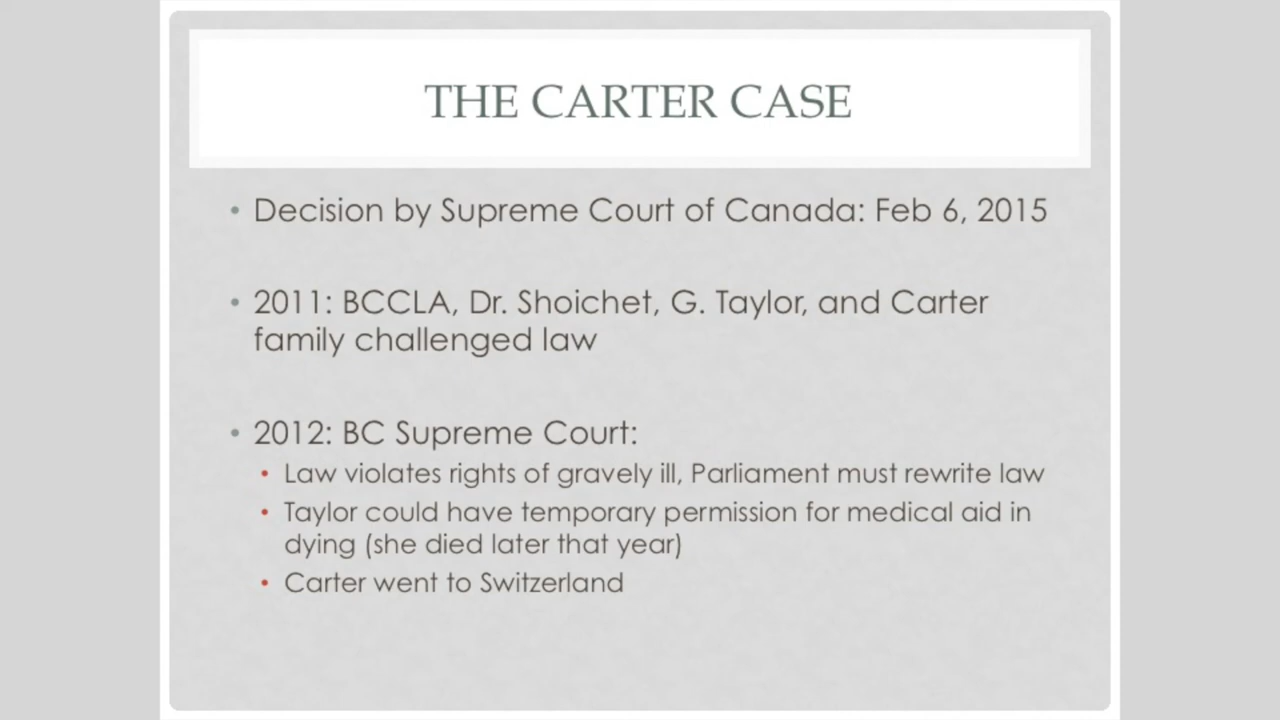 THE CARTER CASE
• Decision by Supreme Court of Canada: Feb 6, 2015
• 2011: BCCLA, Dr. Shoichet, G. Taylor, and Carter
family challenged law
• 2012: BC Supreme Court:
• Law violates rights of gravely ill, Parliament must rewrite law
• Taylor could have temporary permission for medical aid in
dying (she died later that year)
• Carter went to Switzerland